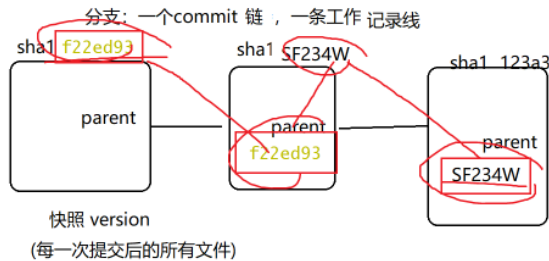 分支：一个commit 链 ，一条工作 记录线
sha1 f22ed93
parent
sha1 SF234W
parent
f22ed93
sha1 123a3
parent
SF234W
快照 version
(每一次提交后的所有文件)